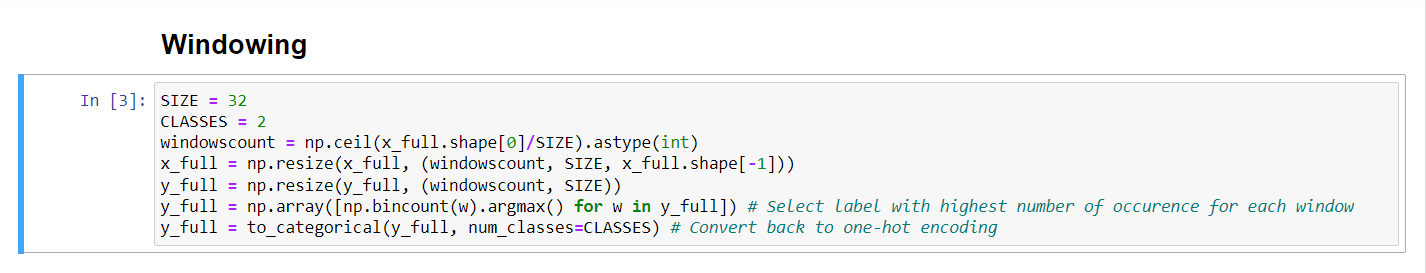 Windowing
In [3]: SIZE = 32
CLASSES = 2
windowscount = np.ceil(x_full.shape[0]/SIZE).astype(int)
x_full = np.resize(x_full, (windowscount, SIZE, x_full.shape[-1]))
y_full = np.resize(y_full, (windowscount, SIZE))
y_full = np.array([np.bincount(w).argmax() for w in y_full]) # Select label with highest number of occurence for each window
y_full = to_categorical(y_full, num_classes=CLASSES) # Convert back to one-hot encoding